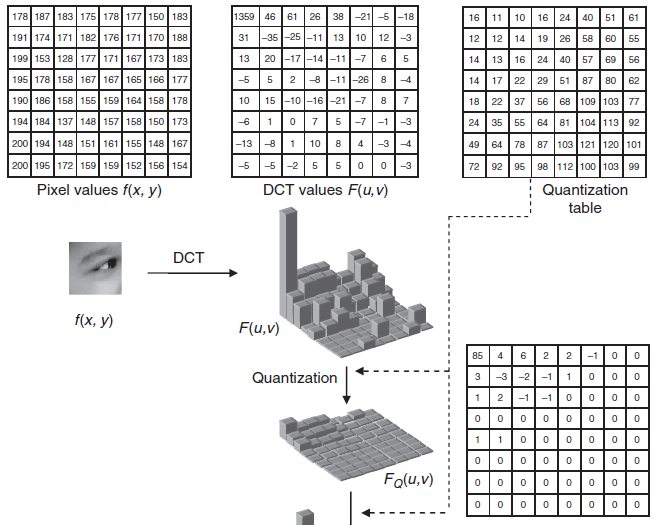 178 187 183 175 178 177 150 183
191 174 171 182 176 171 170 188
199 153 128 177 171 167 173 183
195 178 158 167 167 165 166 177
190 186 158 155 159 164 158 178
194 184 137 148 157 158 150 173
200 194 148 151 161 155 148 167
200 195 172 159 159 152 156 154
Pixel values f(x, y)
1359 46 61 26 38 −21 −5 −18
31 −35 −25 −11 13 10 12 −3
13 20 −17 −14 −11 −7 6 5
−5 5 2 −8 −11 −26 8 −4
10 15 −10 −16 −21 −7 8 7
−6 1 0 7 5 −7 −1 −3
−13 −8 1 10 8 4 −3 −4
−5 −5 −2 5 5 0 0 −3
DCT values F(u,v)
16 11 10 16 24 40 51 61
12 12 14 19 26 58 60 55
14 13 16 24 40 57 69 56
14 17 22 29 51 87 80 62
18 22 37 56 68 109 103 77
24 35 55 64 81 104 113 92
49 64 78 87 103 121 120 101
72 92 95 98 112 100 103 99
Quantization
table
DCT
f(x, y)
F(u,v)
Quantization
F_Q(u,v)
85 4 6 2 2 −1 0 0
3 −3 −2 −1 1 0 0 0
1 2 −1 −1 0 0 0 0
0 0 0 0 0 0 0 0
1 1 0 0 0 0 0 0
0 0 0 0 0 0 0 0
0 0 0 0 0 0 0 0
0 0 0 0 0 0 0 0